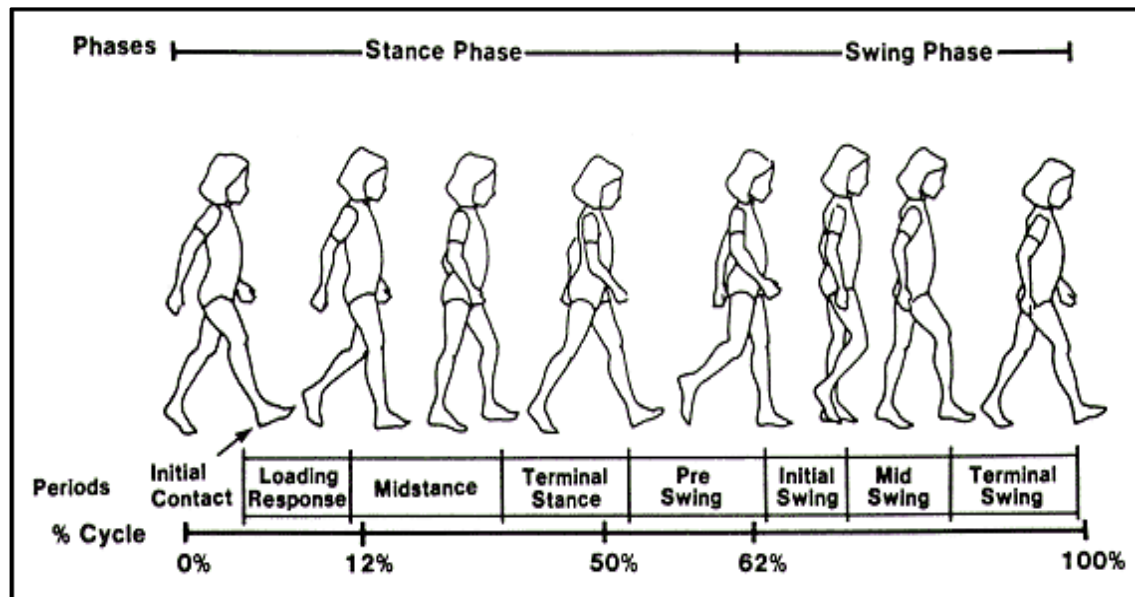 Phases Stance Phase Swing Phase
Periods
Initial Contact
Loading Response
Midstance
Terminal Stance
Pre Swing
Initial Swing
Mid Swing
Terminal Swing
% Cycle
0% 12% 50% 62% 100%